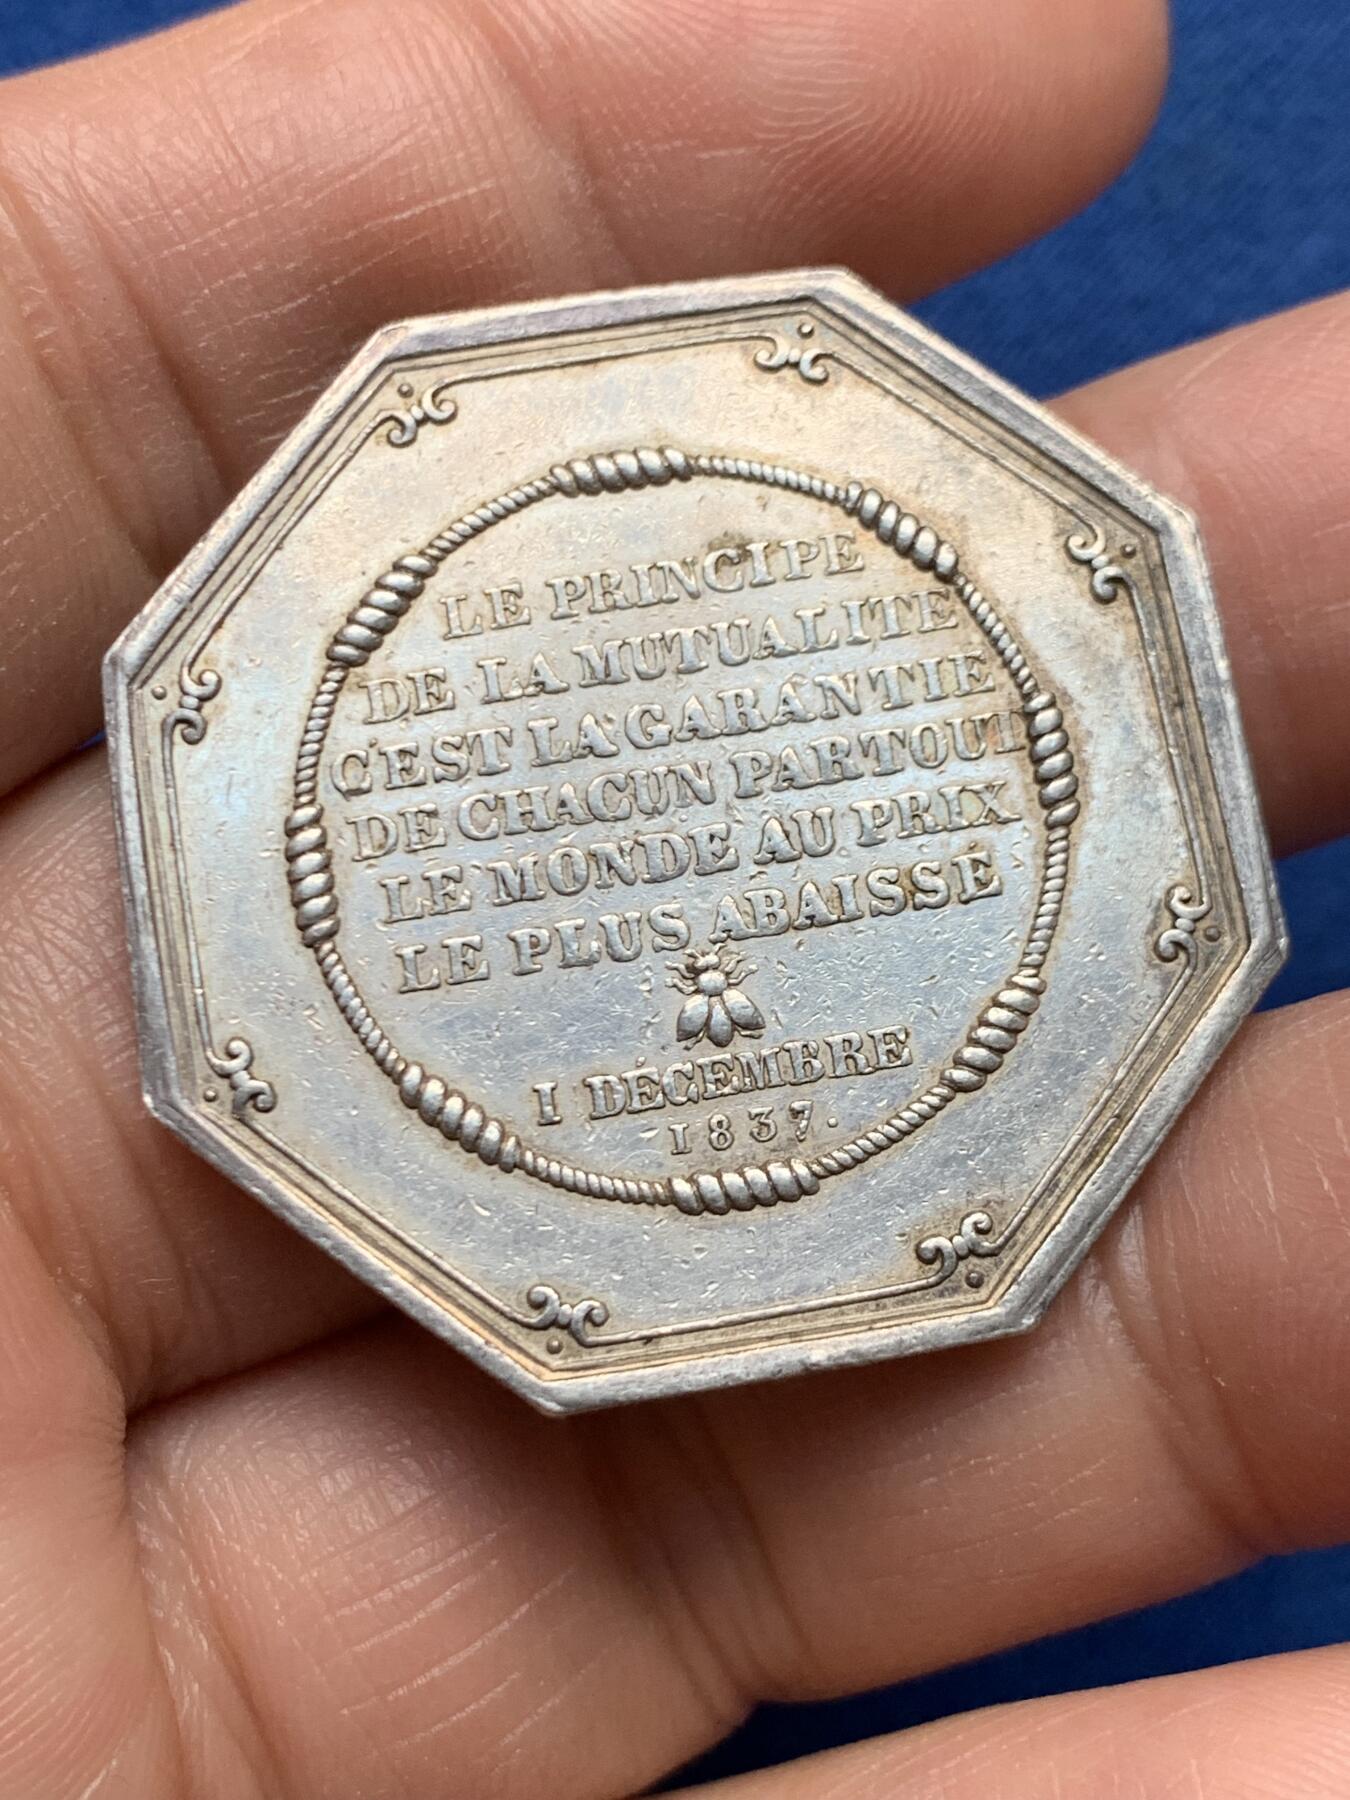 LE PRINCIPE
DE LA MUTUALITE
C'EST LA GARANTIE
DE CHACUN PARTOUT
LE MONDE AU PRIX
LE PLUS ABAISSE
1 DÉCEMBRE
1837.